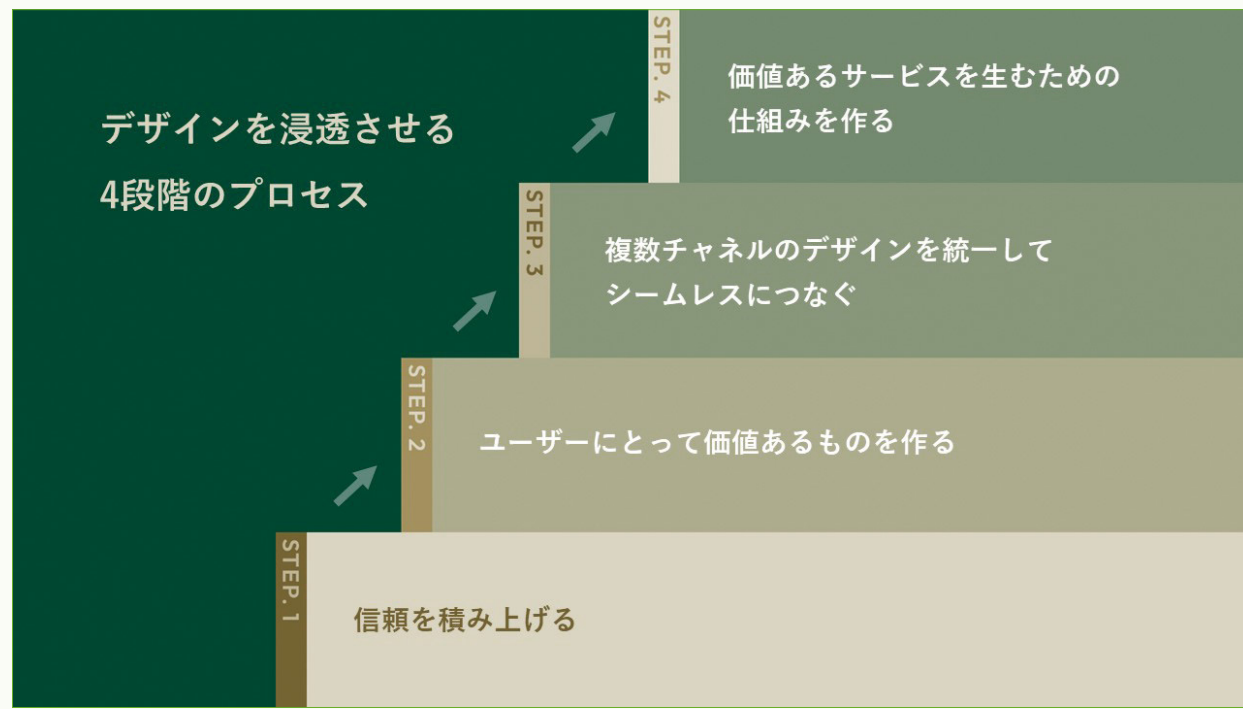 デザインを浸透させる
4段階のプロセス
STEP. 4
価値あるサービスを生むための
仕組みを作る
STEP. 3
複数チャネルのデザインを統一して
シームレスにつなぐ
STEP. 2
ユーザーにとって価値あるものを作る
STEP. 1
信頼を積み上げる